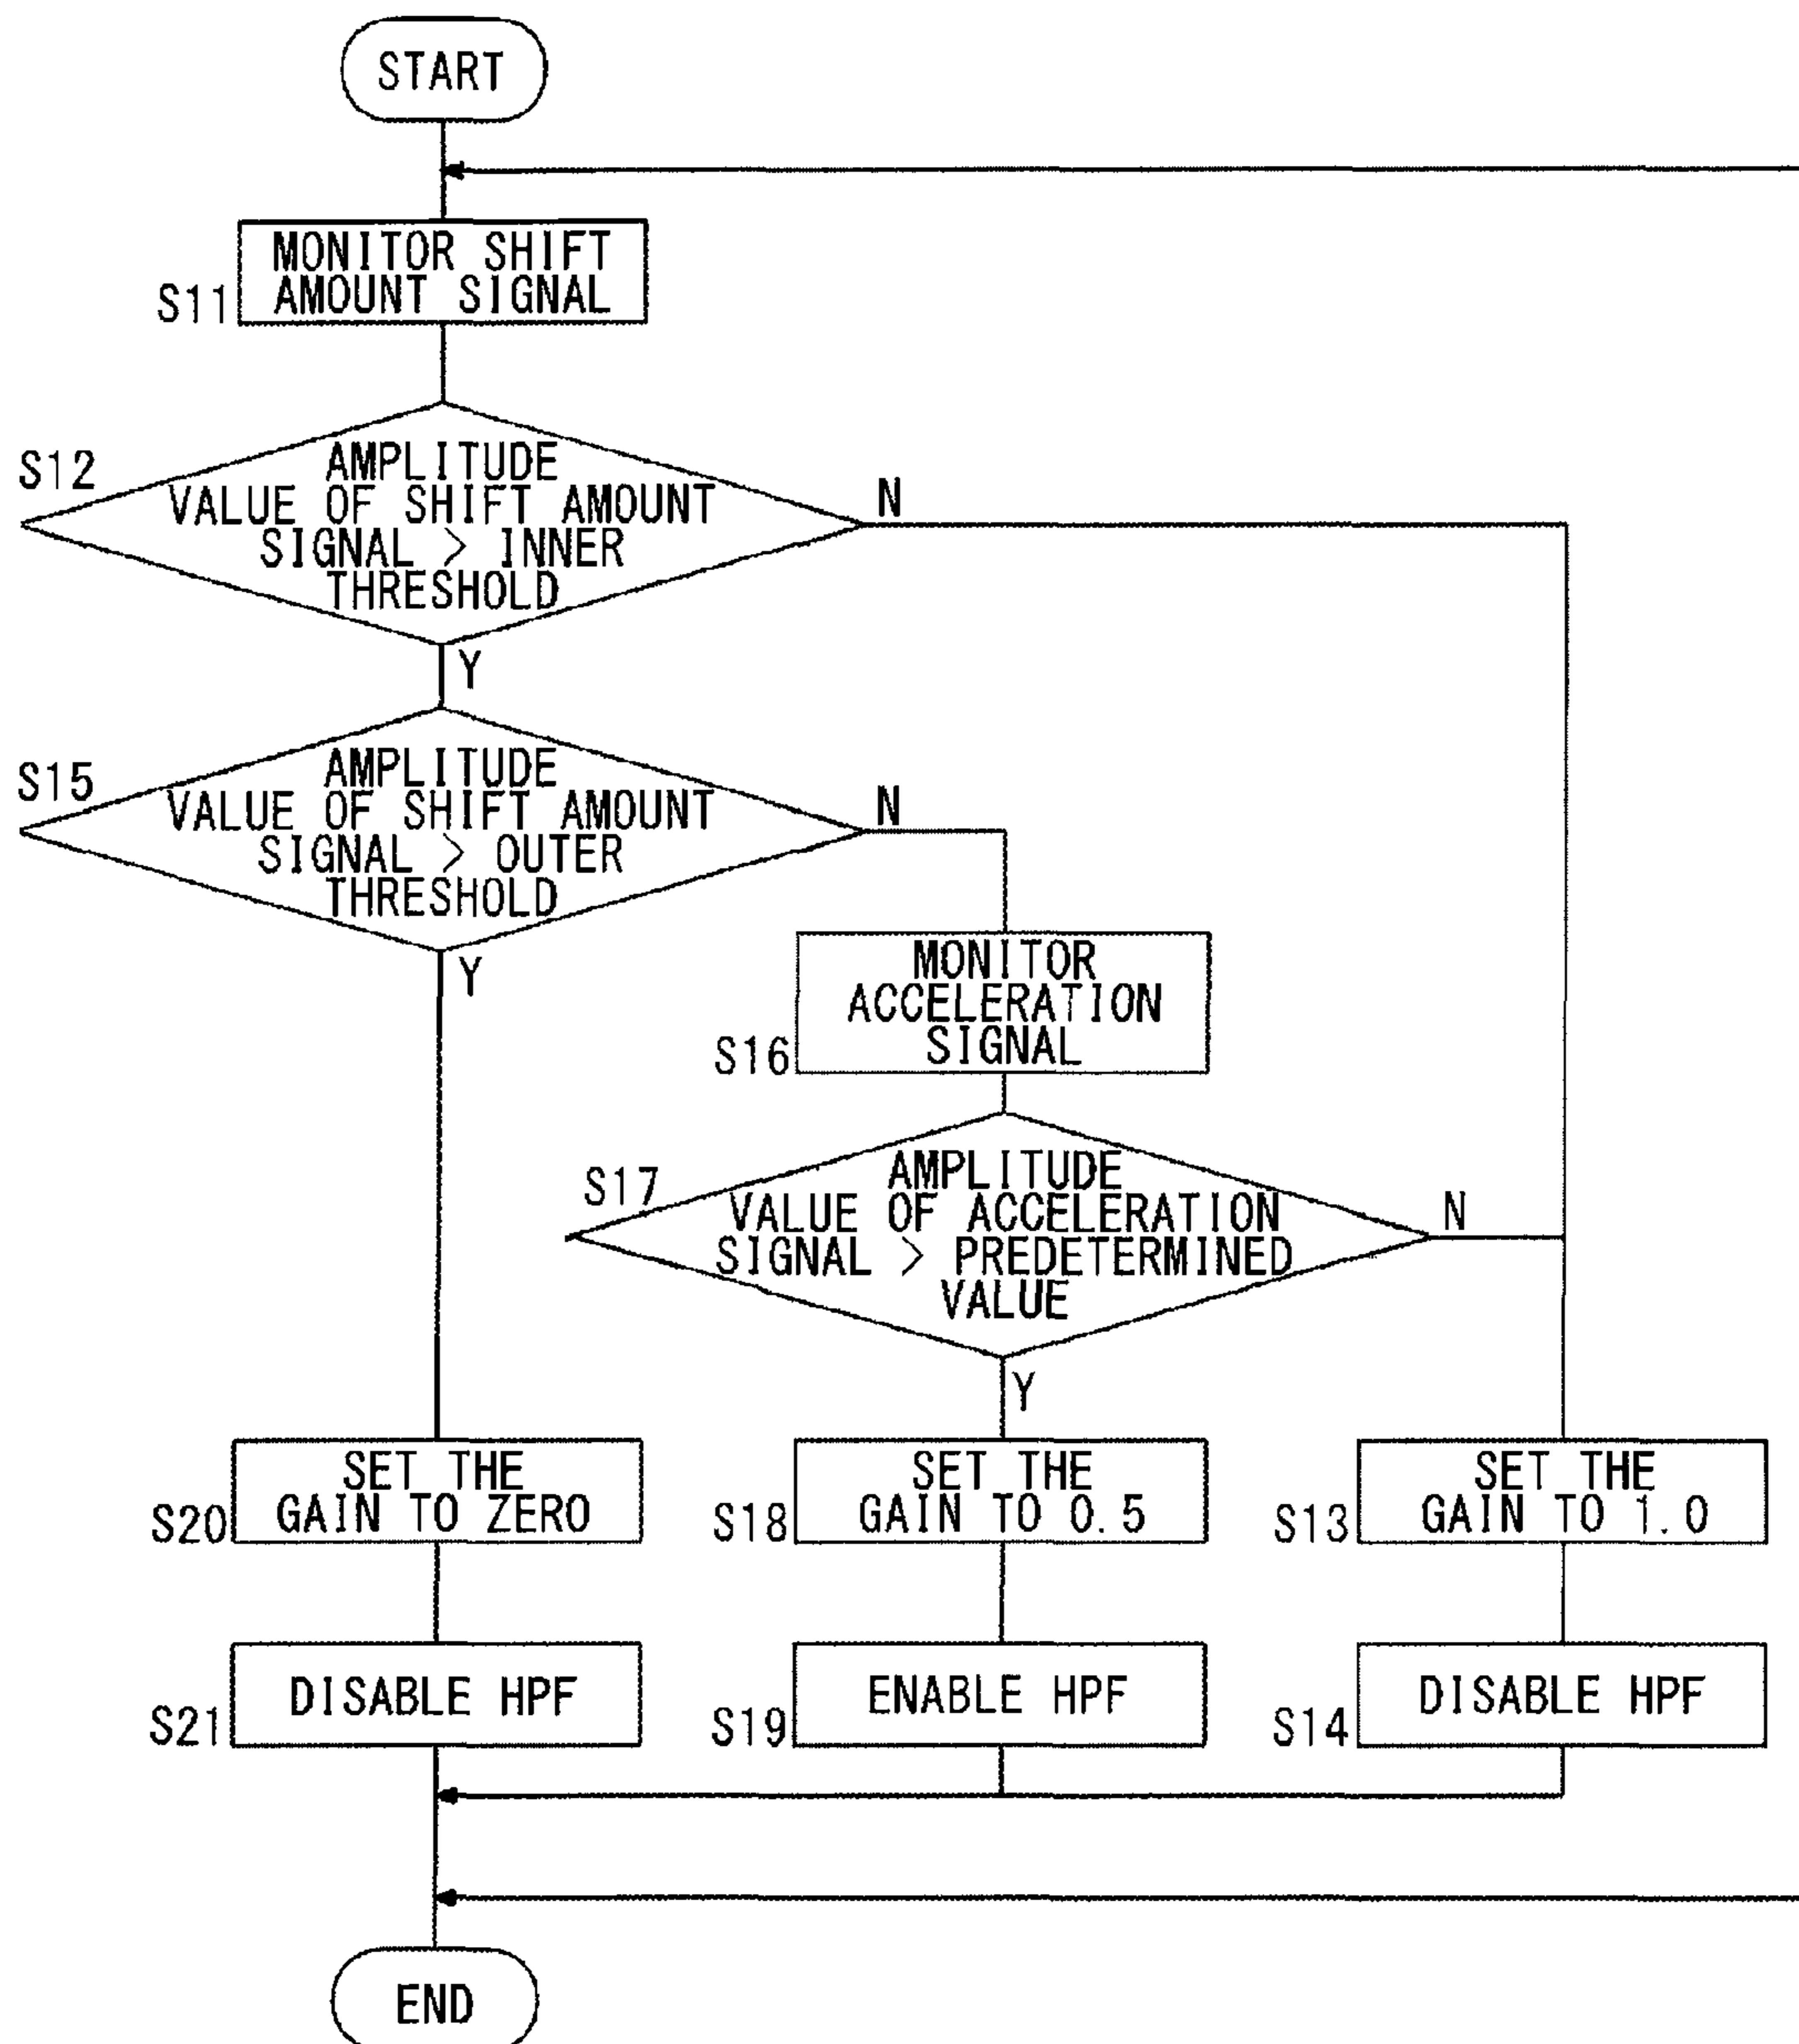 START
MONITOR SHIFT
AMOUNT SIGNAL
S11
S12
AMPLITUDE
VALUE OF SHIFT AMOUNT
SIGNAL > INNER
THRESHOLD
N
Y
S15
AMPLITUDE
VALUE OF SHIFT AMOUNT
SIGNAL > OUTER
THRESHOLD
N
Y
MONITOR
ACCELERATION
SIGNAL
S16
S17
AMPLITUDE
VALUE OF ACCELERATION
SIGNAL > PREDETERMINED
VALUE
N
Y
SET THE
GAIN TO ZERO
S20
SET THE
GAIN TO 0.5
S18
SET THE
GAIN TO 1.0
S13
DISABLE HPF
S21
ENABLE HPF
S19
DISABLE HPF
S14
END